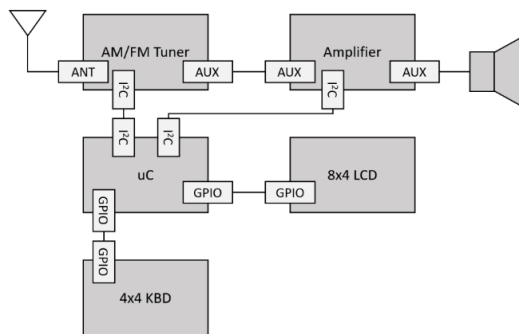 AM/FM Tuner
Amplifier
ANT
AUX
AUX
AUX
I²C
I²C
I²C
I²C
uC
8x4 LCD
GPIO
GPIO
GPIO
GPIO
4x4 KBD